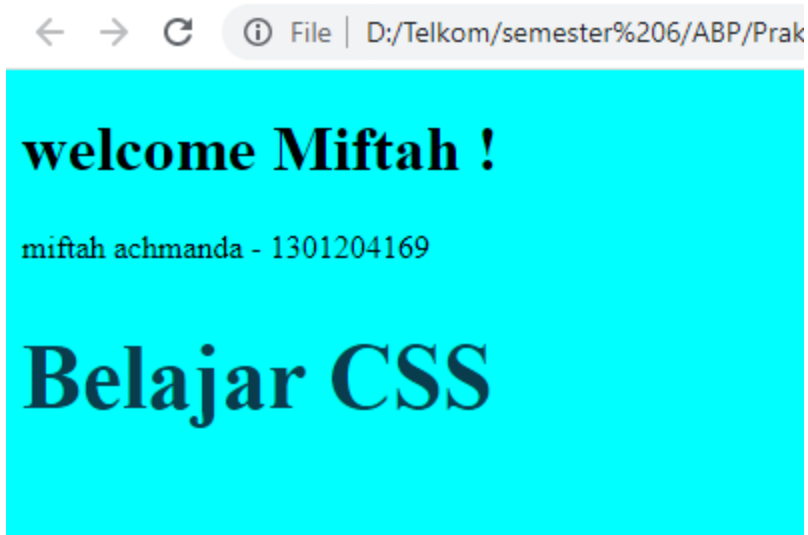 File | D:/Telkom/semester%206/ABP/Prak
welcome Miftah !
miftah achmanda - 1301204169
Belajar CSS